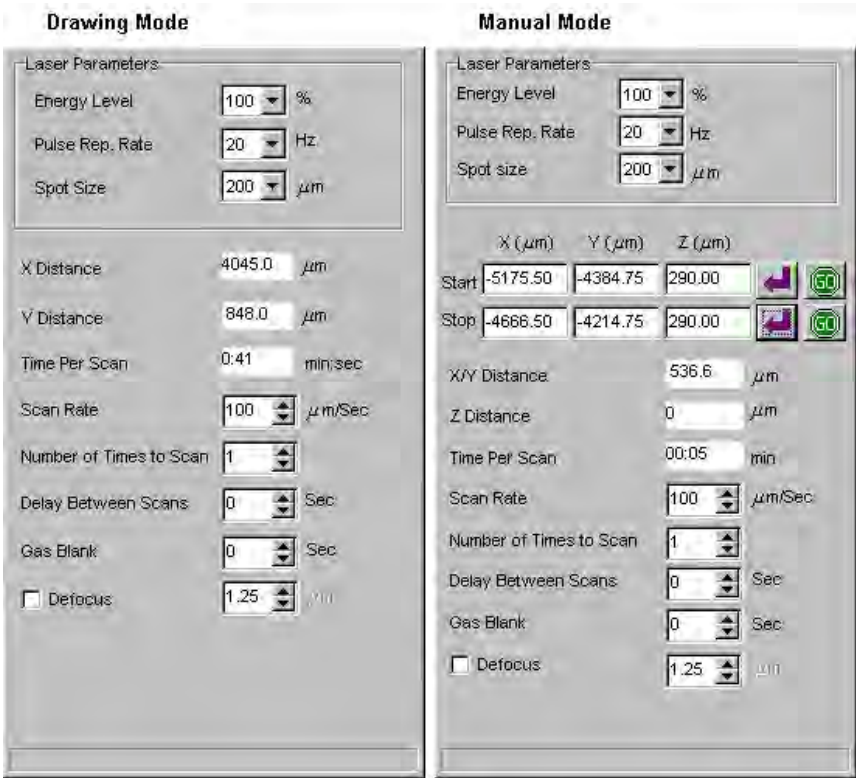 Drawing Mode
Laser Parameters
Energy Level 100 %
Pulse Rep. Rate 20 Hz
Spot Size 200 µm
X Distance 4045.0 µm
Y Distance 848.0 µm
Time Per Scan 0:41 min:sec
Scan Rate 100 µm/Sec
Number of Times to Scan 1
Delay Between Scans 0 Sec
Gas Blank 0 Sec
Defocus 1.25 µm
Manual Mode
Laser Parameters
Energy Level 100 %
Pulse Rep. Rate 20 Hz
Spot size 200 µm
X (µm) Y (µm) Z (µm)
Start -5175.50 -4384.75 290.00 GO
Stop -4666.50 -4214.75 290.00 GO
X/Y Distance 536.6 µm
Z Distance 0 µm
Time Per Scan 00:05 min
Scan Rate 100 µm/Sec
Number of Times to Scan 1
Delay Between Scans 0 Sec
Gas Blank 0 Sec
Defocus 1.25 µm